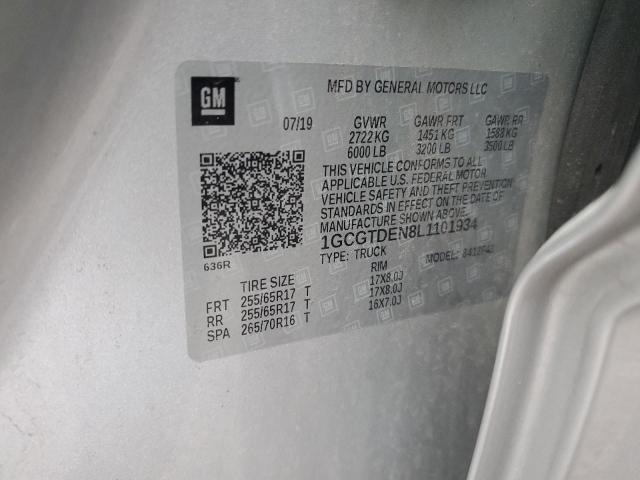 GM
MFD BY GENERAL MOTORS LLC
07/19 GVWR GAWR FRT GAWR RR
2722 KG 1451 KG 1588 KG
6000 LB 3200 LB 3500 LB
THIS VEHICLE CONFORMS TO ALL
APPLICABLE U.S. FEDERAL MOTOR
VEHICLE SAFETY AND THEFT PREVENTION
STANDARDS IN EFFECT ON THE DATE OF
MANUFACTURE SHOWN ABOVE.
1GCGTDEN8L1101934
636R TYPE: TRUCK
TIRE SIZE RIM
FRT 255/65R17 T 17X8.0J
RR 255/65R17 T 17X8.0J
SPA 265/70R16 T 16X7.0J